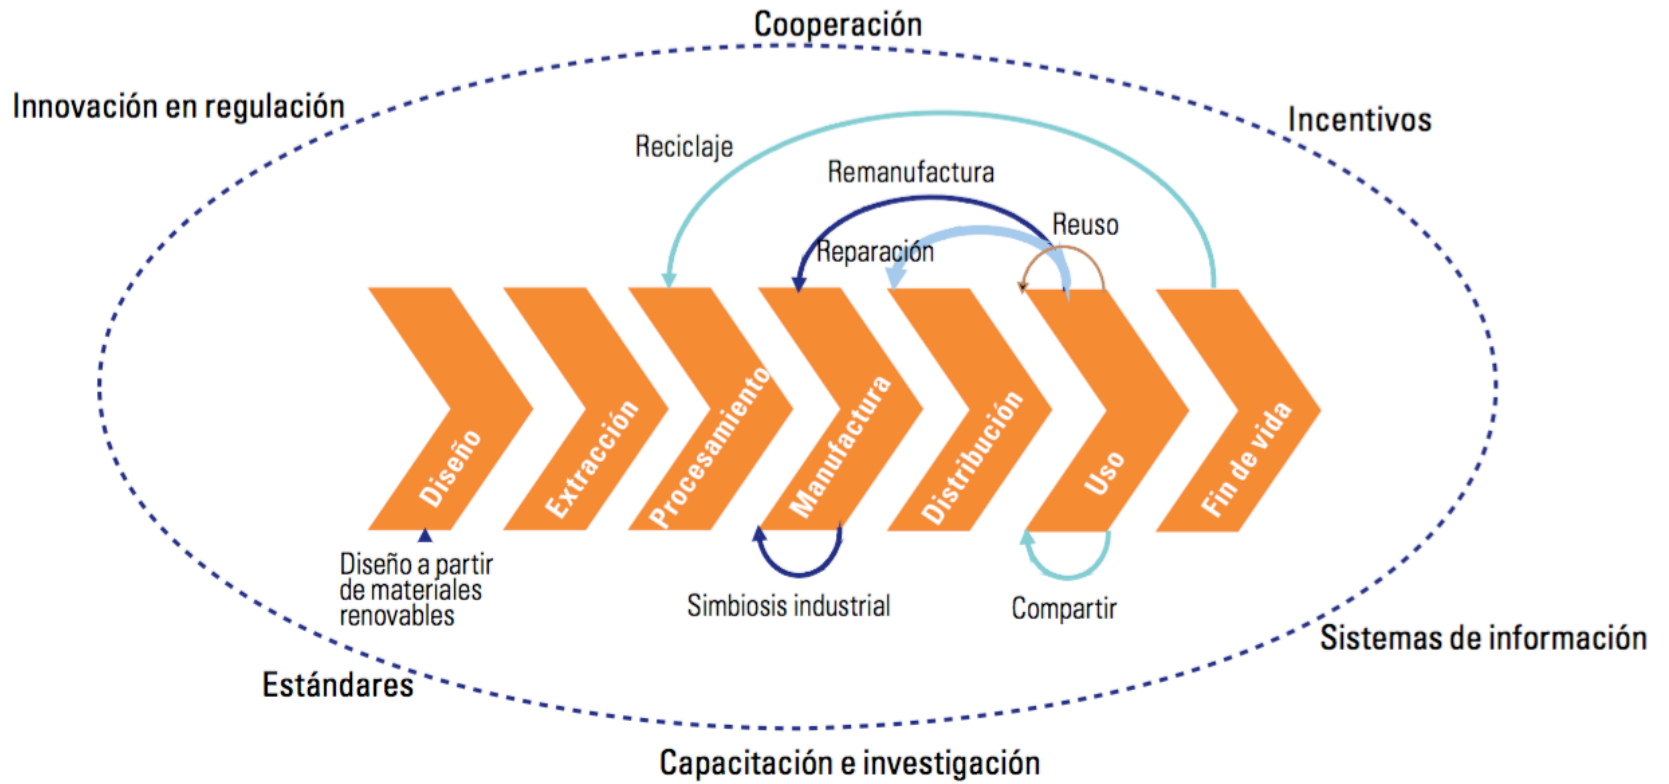 Cooperación
Innovación en regulación
Incentivos
Reciclaje
Remanufactura
Reuso
Reparación
Diseño
Extracción
Procesamiento
Manufactura
Distribución
Uso
Fin de vida
Diseño a partir
de materiales
renovables
Simbiosis industrial
Compartir
Sistemas de información
Estándares
Capacitación e investigación